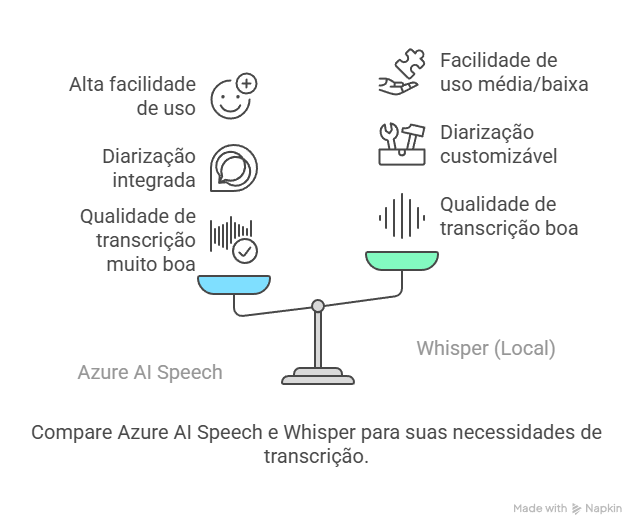 Alta facilidade
de uso
Diarização
integrada
Qualidade de
transcrição
muito boa
Facilidade de
uso média/baixa
Diarização
customizável
Qualidade de
transcrição boa
Azure AI Speech
Whisper (Local)
Compare Azure AI Speech e Whisper para suas necessidades de
transcrição.
Made with Napkin